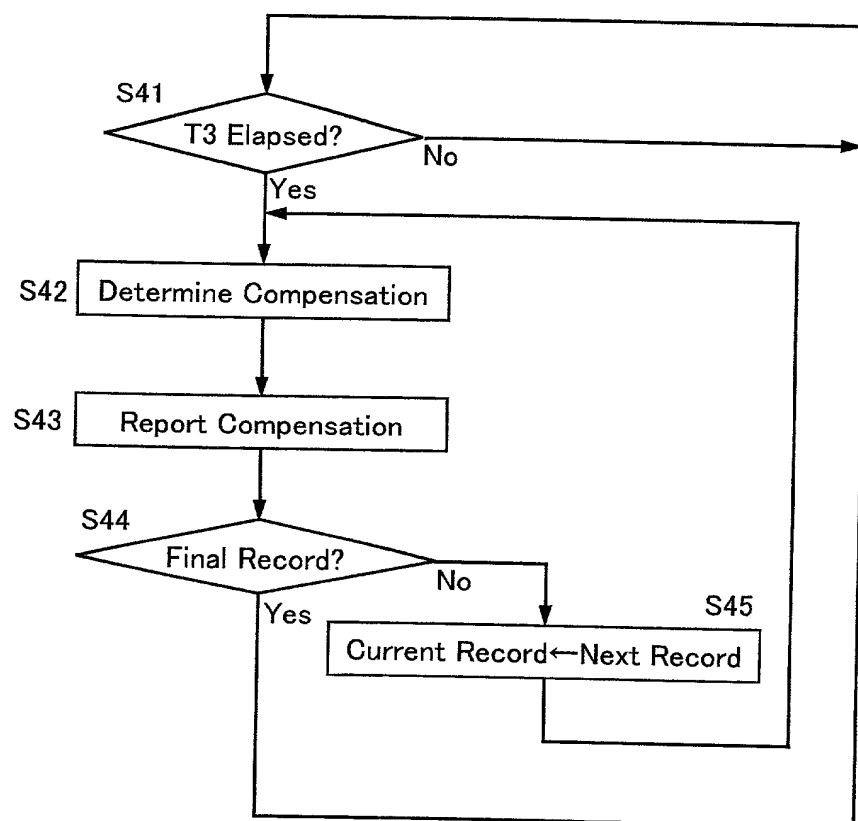 S41
T3 Elapsed?
No
Yes
S42
Determine Compensation
S43
Report Compensation
S44
Final Record?
No
Yes
S45
Current Record←Next Record